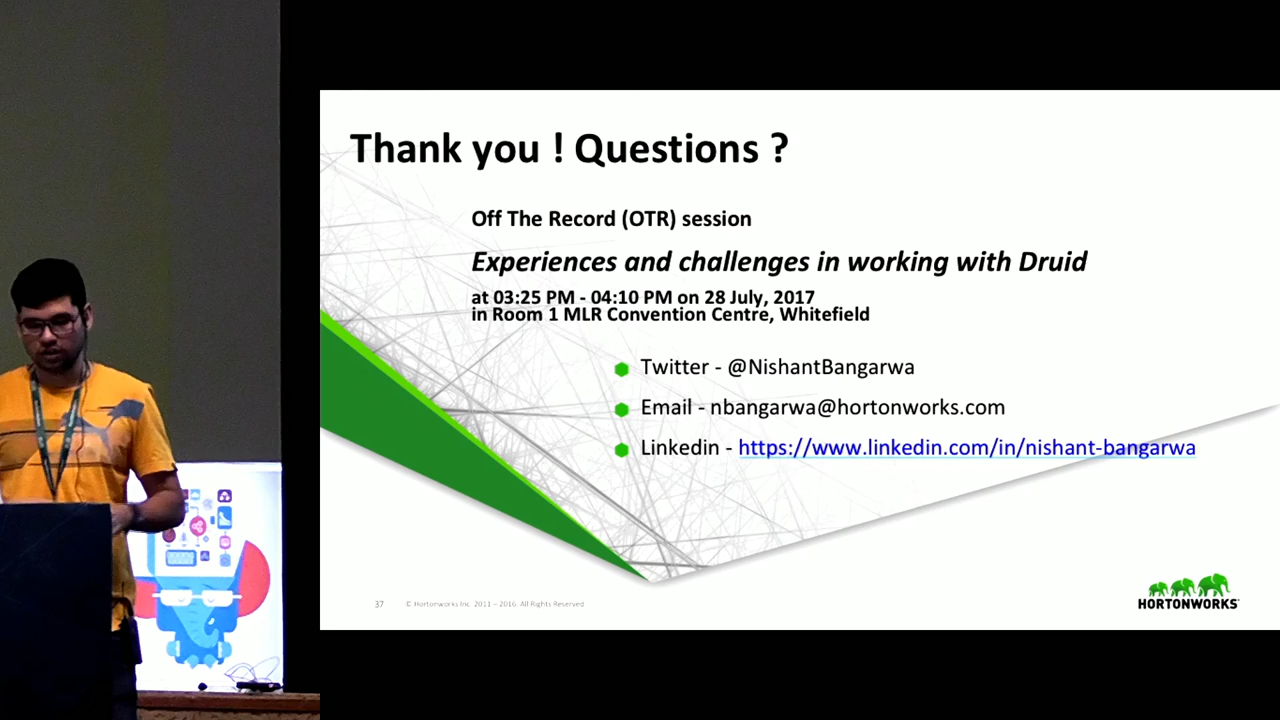 Thank you ! Questions ?
Off The Record (OTR) session
Experiences and challenges in working with Druid
at 03:25 PM - 04:10 PM on 28 July, 2017
in Room 1 MLR Convention Centre, Whitefield
Twitter - @NishantBangarwa
Email - nbangarwa@hortonworks.com
Linkedin - https://www.linkedin.com/in/nishant-bangarwa
37 © Hortonworks Inc. 2011 – 2016. All Rights Reserved
HORTONWORKS